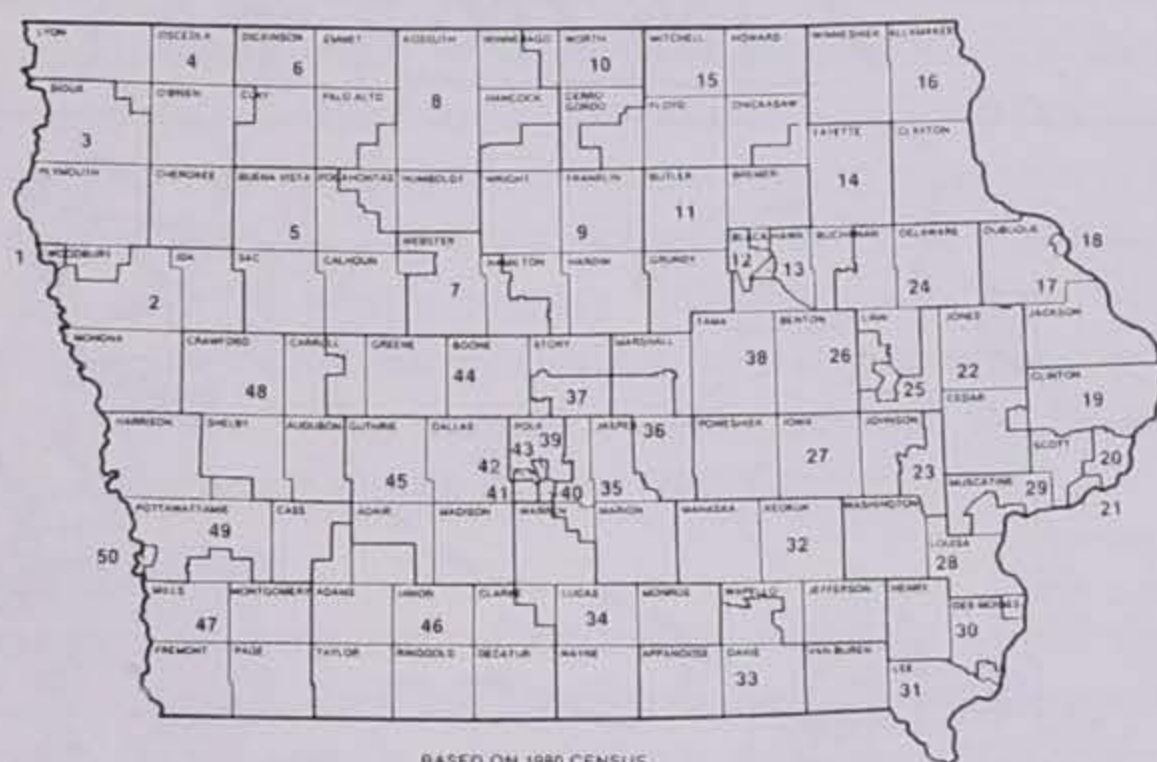 LYON OSCEOLA DICKINSON EMMET KOSSUTH WINNEBAGO WORTH MITCHELL HOWARD WINNESHIEK ALLAMAKEE
4 6 10 15 16
SIOUX O'BRIEN CLAY PALO ALTO 8 HANCOCK CERRO GORDO FLOYD CHICKASAW
3 FAYETTE CLAYTON
PLYMOUTH CHEROKEE BUENA VISTA POCAHONTAS HUMBOLDT WRIGHT FRANKLIN BUTLER BREMER 14
5 9 11
1 WOODBURY IDA SAC CALHOUN WEBSTER HAMILTON HARDIN GRUNDY BLACK HAWK BUCHANAN DELAWARE DUBUQUE 18
2 7 12 13 24 17
MONONA CRAWFORD CARROLL GREENE BOONE STORY MARSHALL TAMA BENTON LINN JONES JACKSON
48 44 37 38 26 25 22 CLINTON
CEDAR 19
HARRISON SHELBY AUDUBON GUTHRIE DALLAS POLK 39 JASPER 36 POWESHIEK IOWA JOHNSON SCOTT
45 42 43 41 40 35 27 23 20
POTTAWATTAMIE CASS ADAIR MADISON WARREN MARION MAHASKA KEOKUK WASHINGTON MUSCATINE 29 21
50 49 32 LOUISA
28
MILLS MONTGOMERY ADAMS UNION CLARKE LUCAS MONROE WAPELLO JEFFERSON HENRY DES MOINES
47 46 34 30
FREMONT PAGE TAYLOR RINGGOLD DECATUR WAYNE APPANOOSE DAVIS VAN BUREN LEE
33 31
BASED ON 1980 CENSUS